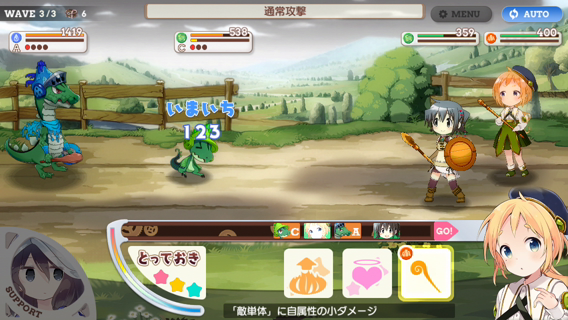 WAVE 3/3 6
通常攻撃
MENU
AUTO
1419
A
538
C
359
400
いまいち
123
C A GO!
とっておき
SUPPORT
「敵単体」に自属性の小ダメージ